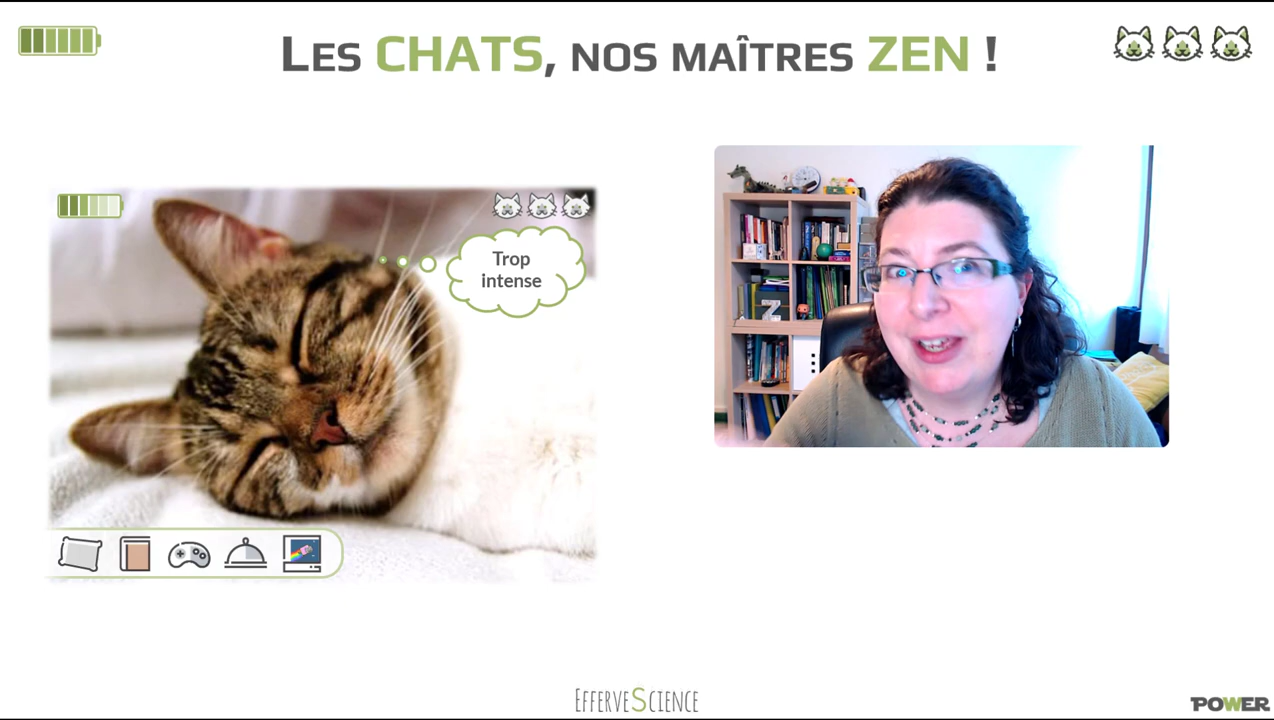 Les CHATS, nos maîtres ZEN !
Trop
intense
EfferveScience
POWER